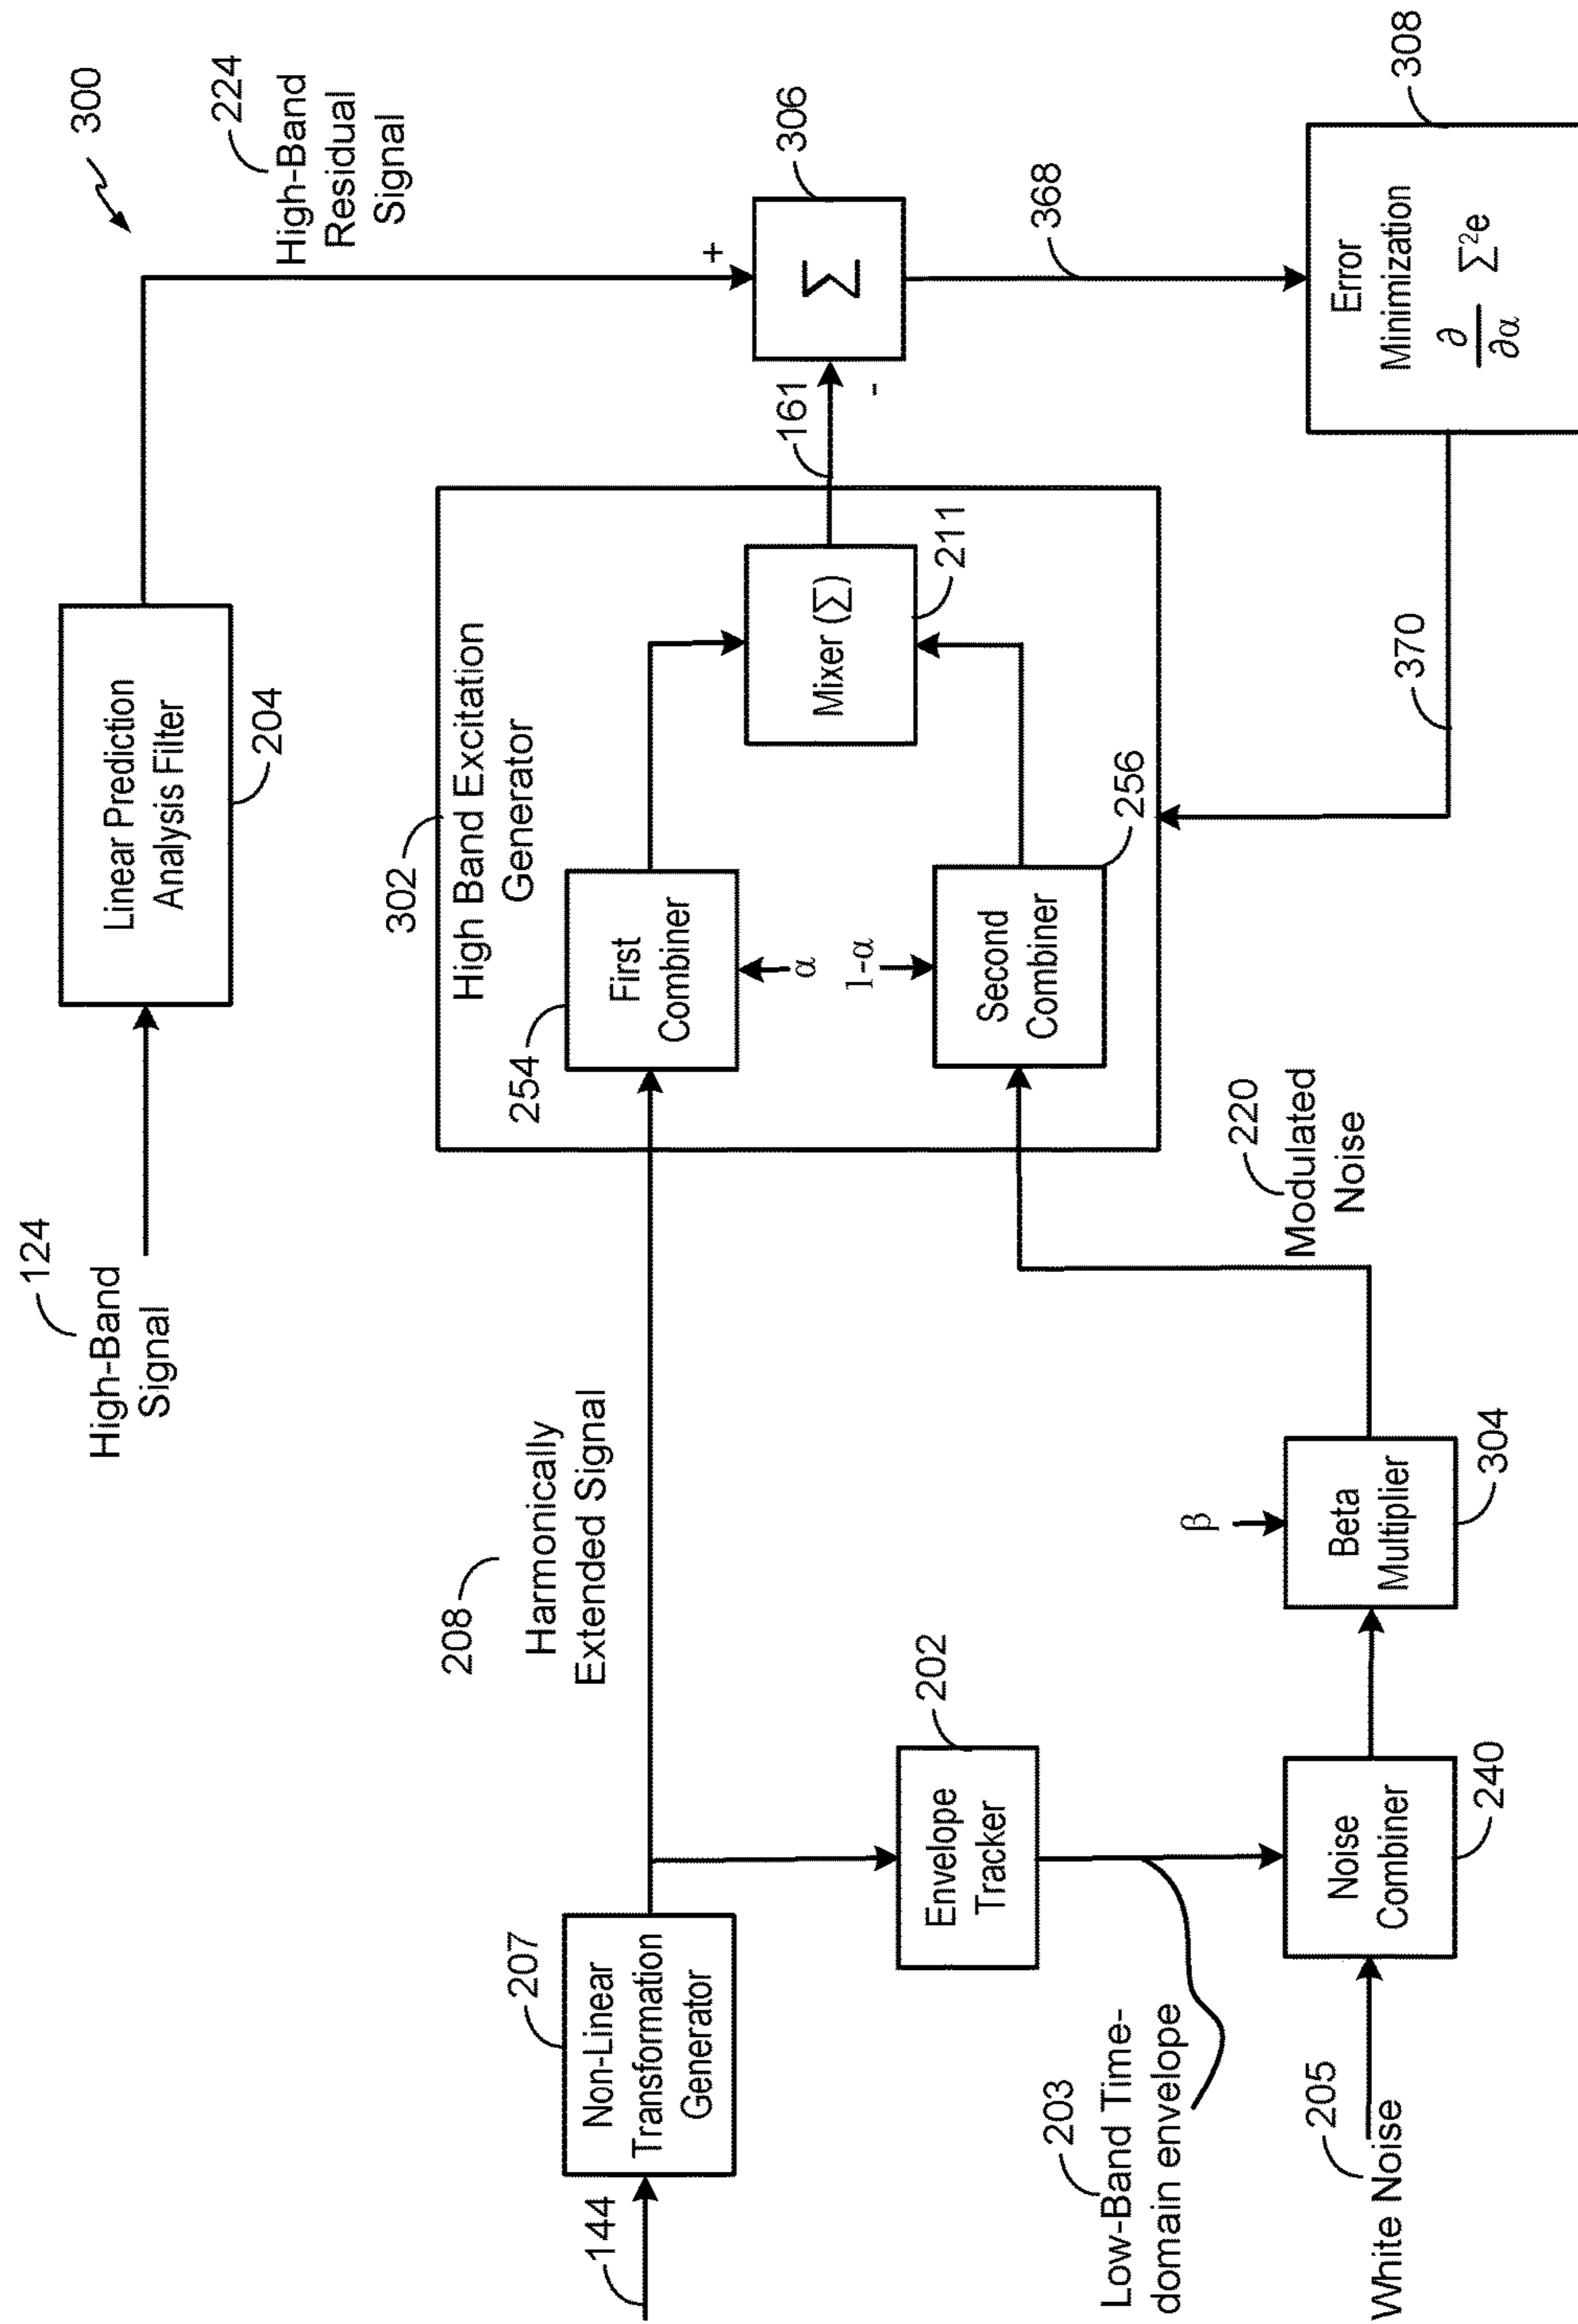 300
124
High-Band
Signal
Linear Prediction
Analysis Filter
204
224
High-Band
Residual
Signal
302
High Band Excitation
Generator
208
Harmonically
Extended Signal
207
Non-Linear
Transformation
Generator
144
254
First
Combiner
α
1-α
Second
Combiner
256
Mixer (Σ)
211
161
+
-
Σ
306
368
Error
Minimization
∂
∂α
Σ²e
308
370
Envelope
Tracker
202
203
Low-Band Time-
domain envelope
205
White Noise
Noise
Combiner
240
β
Beta
Multiplier
304
220
Modulated
Noise